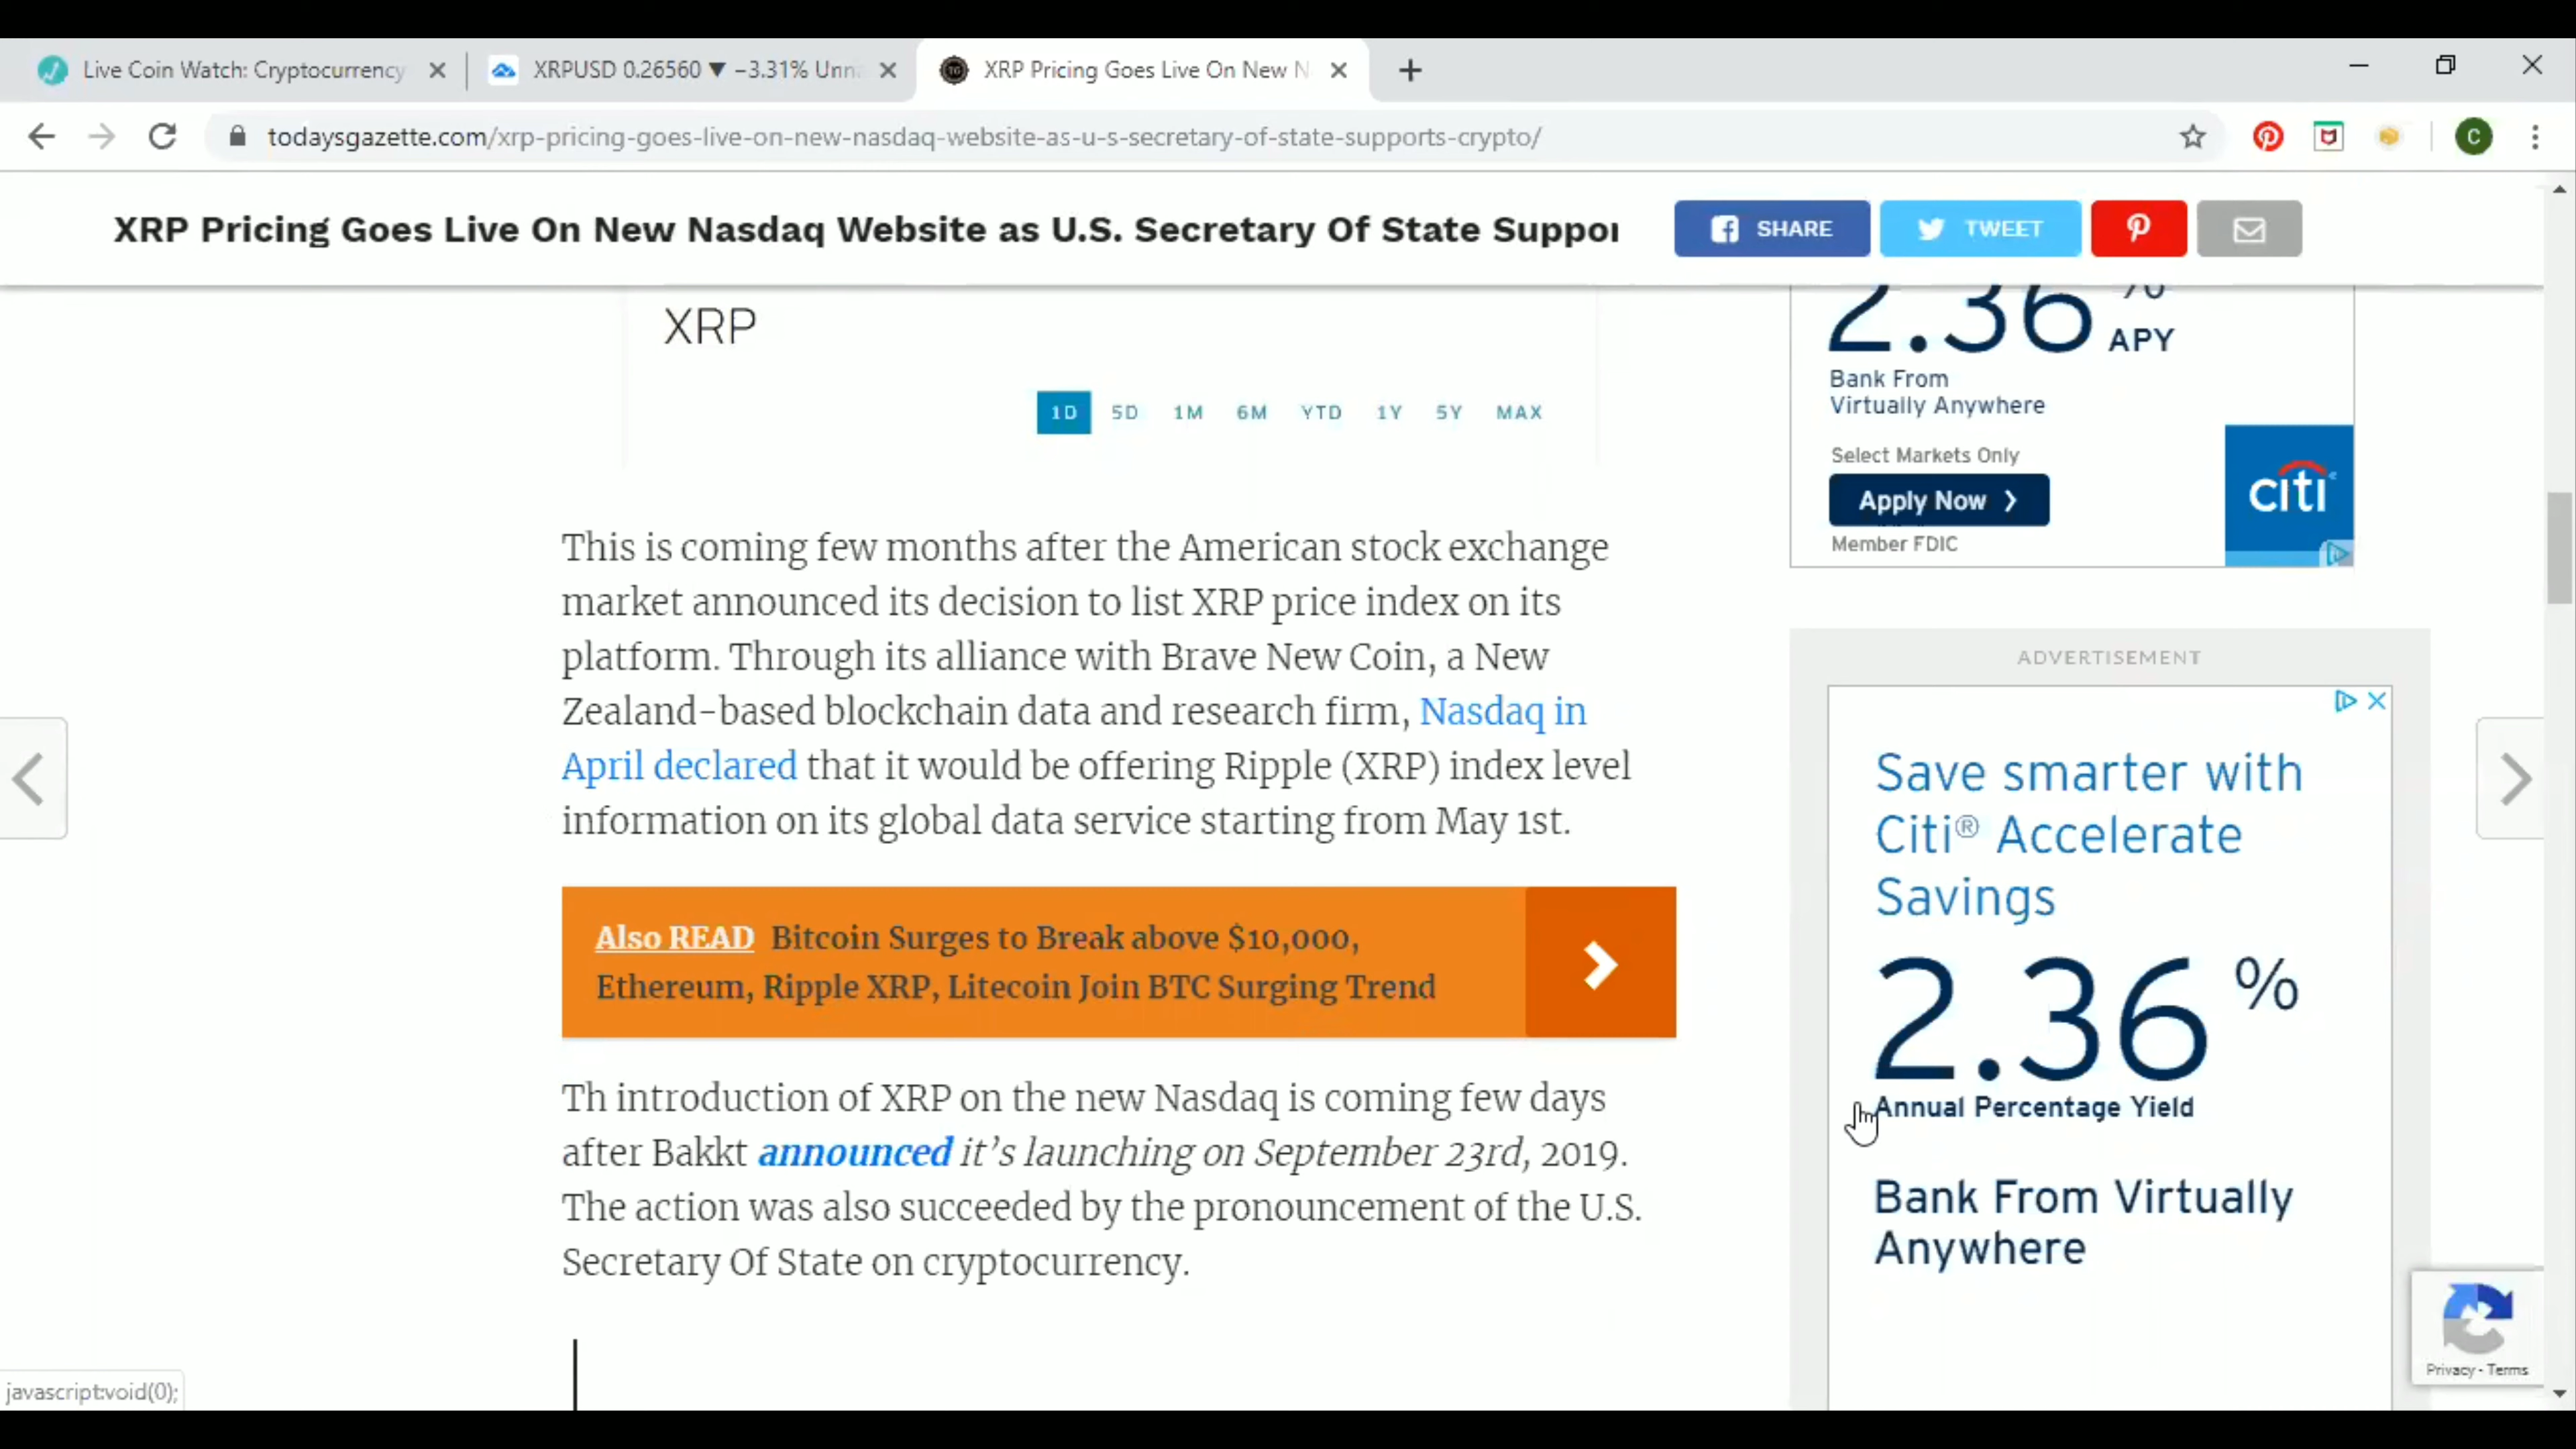 Live Coin Watch: Cryptocurrency
XRPUSD 0.26560 ▼ −3.31% Unna
XRP Pricing Goes Live On New N
todaysgazette.com/xrp-pricing-goes-live-on-new-nasdaq-website-as-u-s-secretary-of-state-supports-crypto/
C
XRP Pricing Goes Live On New Nasdaq Website as U.S. Secretary Of State Suppor
SHARE
TWEET
XRP
1D 5D 1M 6M YTD 1Y 5Y MAX
This is coming few months after the American stock exchange
market announced its decision to list XRP price index on its
platform. Through its alliance with Brave New Coin, a New
Zealand-based blockchain data and research firm, Nasdaq in
April declared that it would be offering Ripple (XRP) index level
information on its global data service starting from May 1st.
Also READ Bitcoin Surges to Break above $10,000,
Ethereum, Ripple XRP, Litecoin Join BTC Surging Trend
Th introduction of XRP on the new Nasdaq is coming few days
after Bakkt announced it's launching on September 23rd, 2019.
The action was also succeeded by the pronouncement of the U.S.
Secretary Of State on cryptocurrency.
2.36 %
APY
Bank From
Virtually Anywhere
Select Markets Only
Apply Now
Member FDIC
citi
ADVERTISEMENT
Save smarter with
Citi® Accelerate
Savings
2.36 %
Annual Percentage Yield
Bank From Virtually
Anywhere
Privacy - Terms
javascript:void(0);